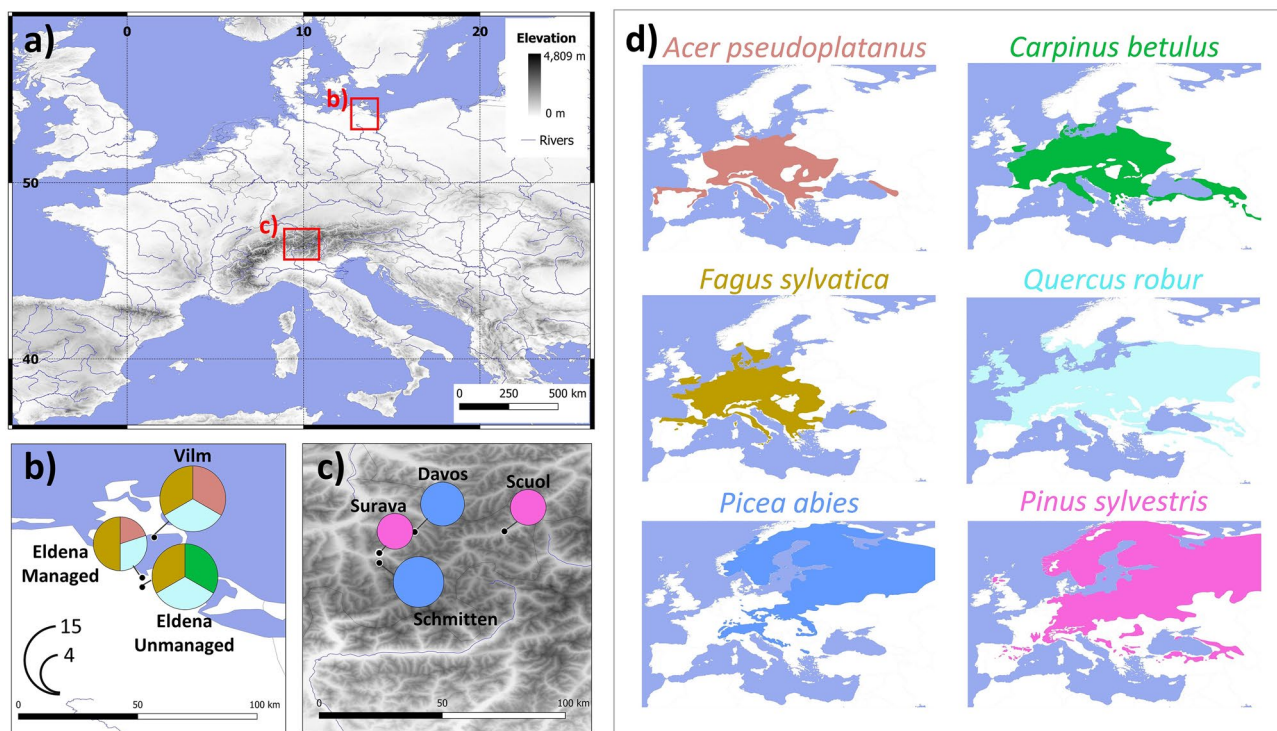 a)
0
10
20
Elevation
4,809 m
0 m
Rivers
b)
50
c)
40
0
250
500 km
b)
Vilm
Eldena
Managed
Eldena
Unmanaged
15
4
0
50
100 km
c)
Davos
Scuol
Surava
Schmitten
0
50
100 km
d)
Acer pseudoplatanus
Carpinus betulus
Fagus sylvatica
Quercus robur
Picea abies
Pinus sylvestris